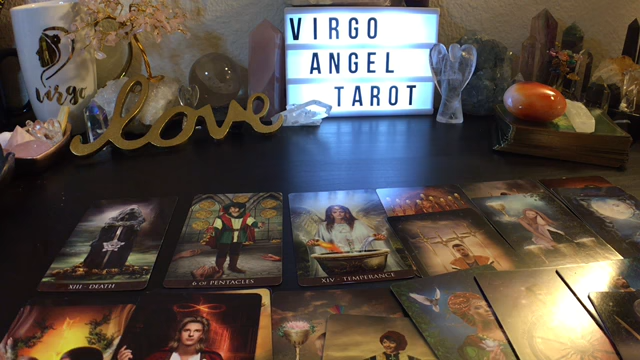 VIRGO
ANGEL
TAROT
virgo
love
XIII · DEATH
6 OF PENTACLES
XIV · TEMPERANCE